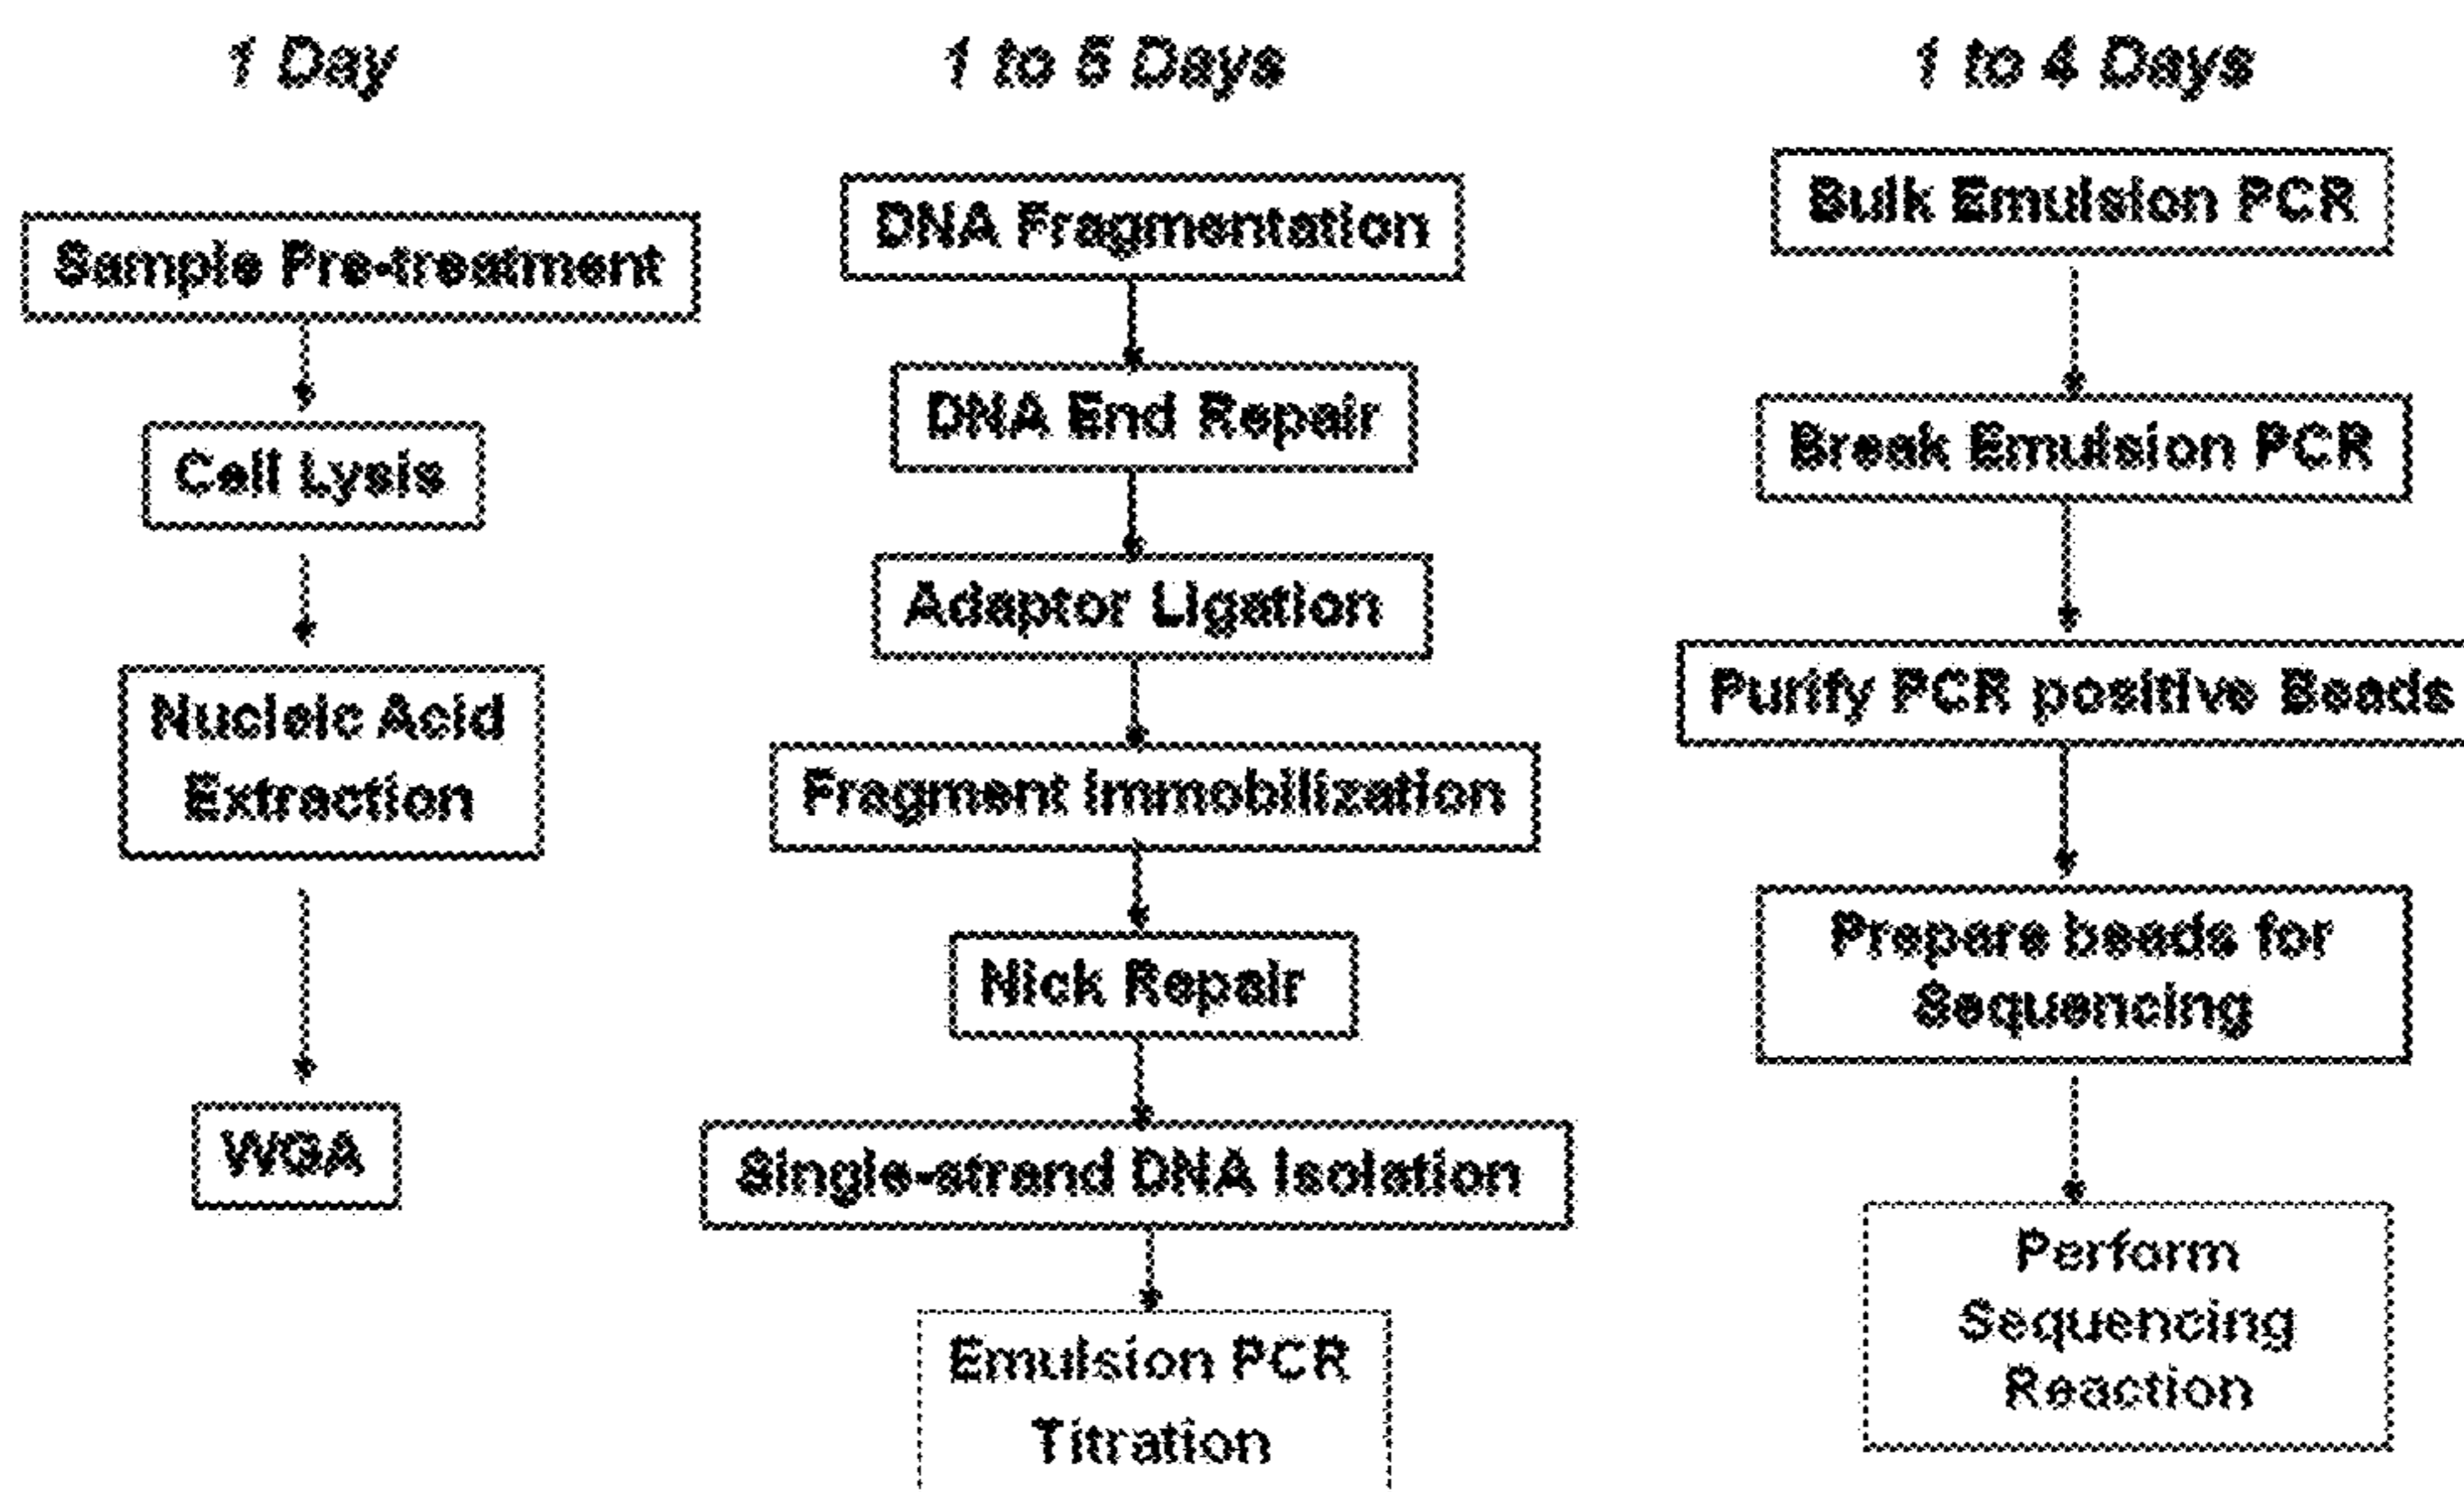 1 Day
Sample Pre-treatment
Cell Lysis
Nucleic Acid
Extraction
WGA
1 to 5 Days
DNA Fragmentation
DNA End Repair
Adaptor Ligation
Fragment Immobilization
Nick Repair
Single-strand DNA Isolation
Emulsion PCR
Titration
1 to 4 Days
Bulk Emulsion PCR
Break Emulsion PCR
Purify PCR positive Beads
Prepare beads for
Sequencing
Perform
Sequencing
Reaction